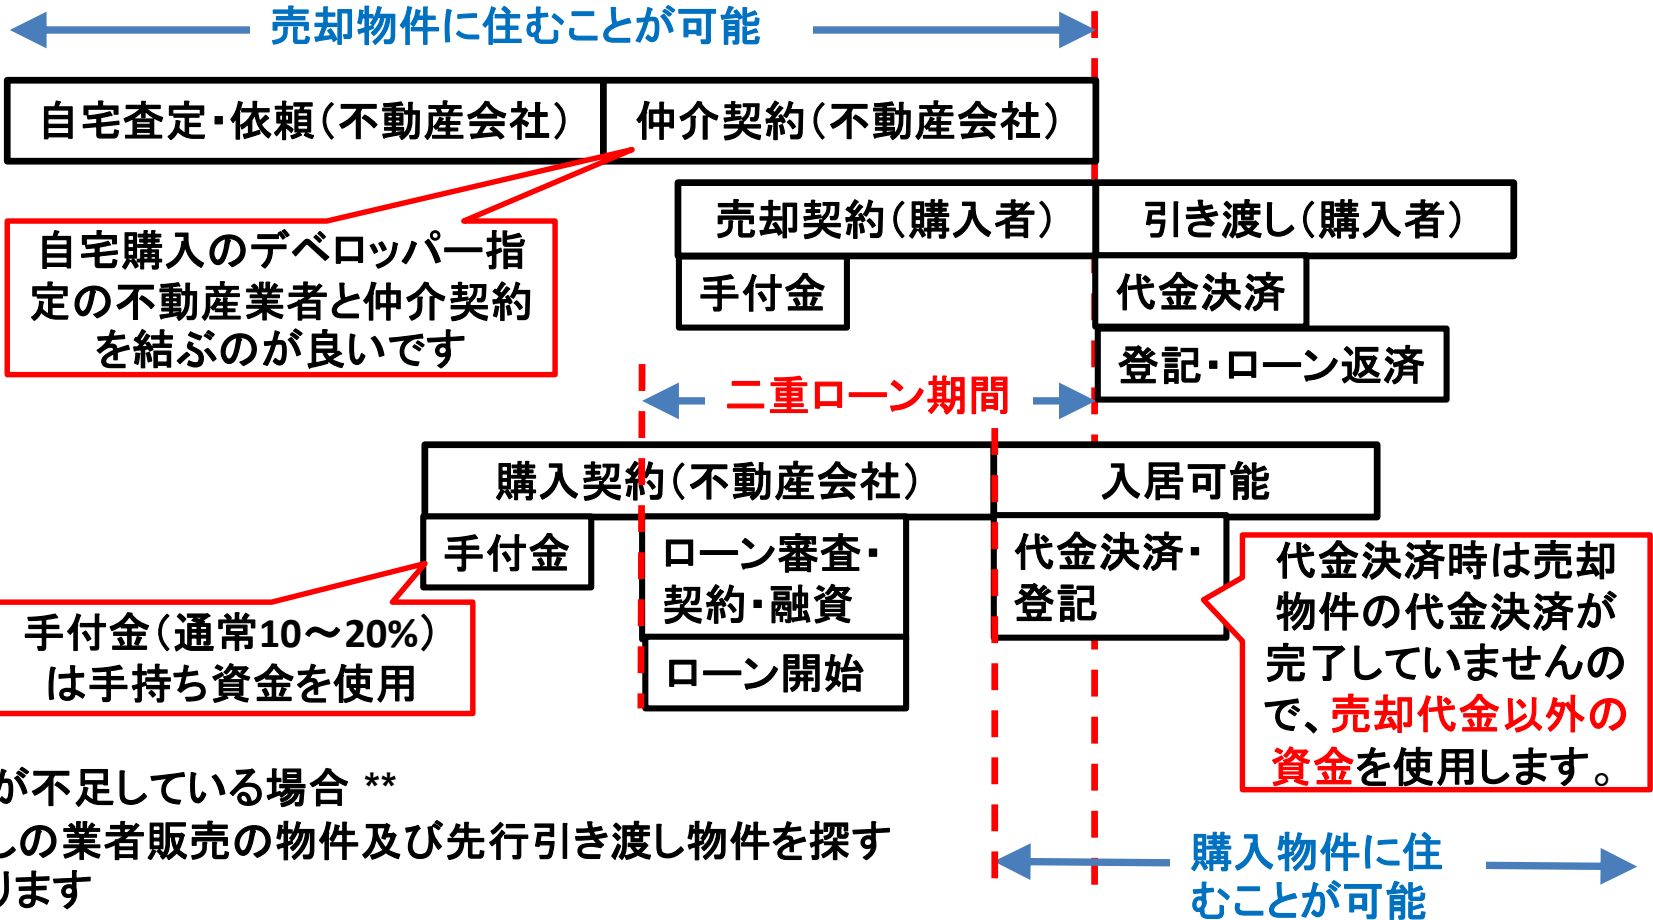 売却物件に住むことが可能
自宅査定・依頼（不動産会社）
仲介契約（不動産会社）
売却契約（購入者）
引き渡し（購入者）
自宅購入のデベロッパー指
定の不動産業者と仲介契約
を結ぶのが良いです
手付金
代金決済
登記・ローン返済
二重ローン期間
購入契約（不動産会社）
入居可能
手付金
ローン審査・
契約・融資
ローン開始
代金決済・
登記
手付金（通常10～20%）
は手持ち資金を使用
代金決済時は売却
物件の代金決済が
完了していませんの
で、売却代金以外の
資金を使用します。
が不足している場合 **
しの業者販売の物件及び先行引き渡し物件を探す
ります
購入物件に住
むことが可能